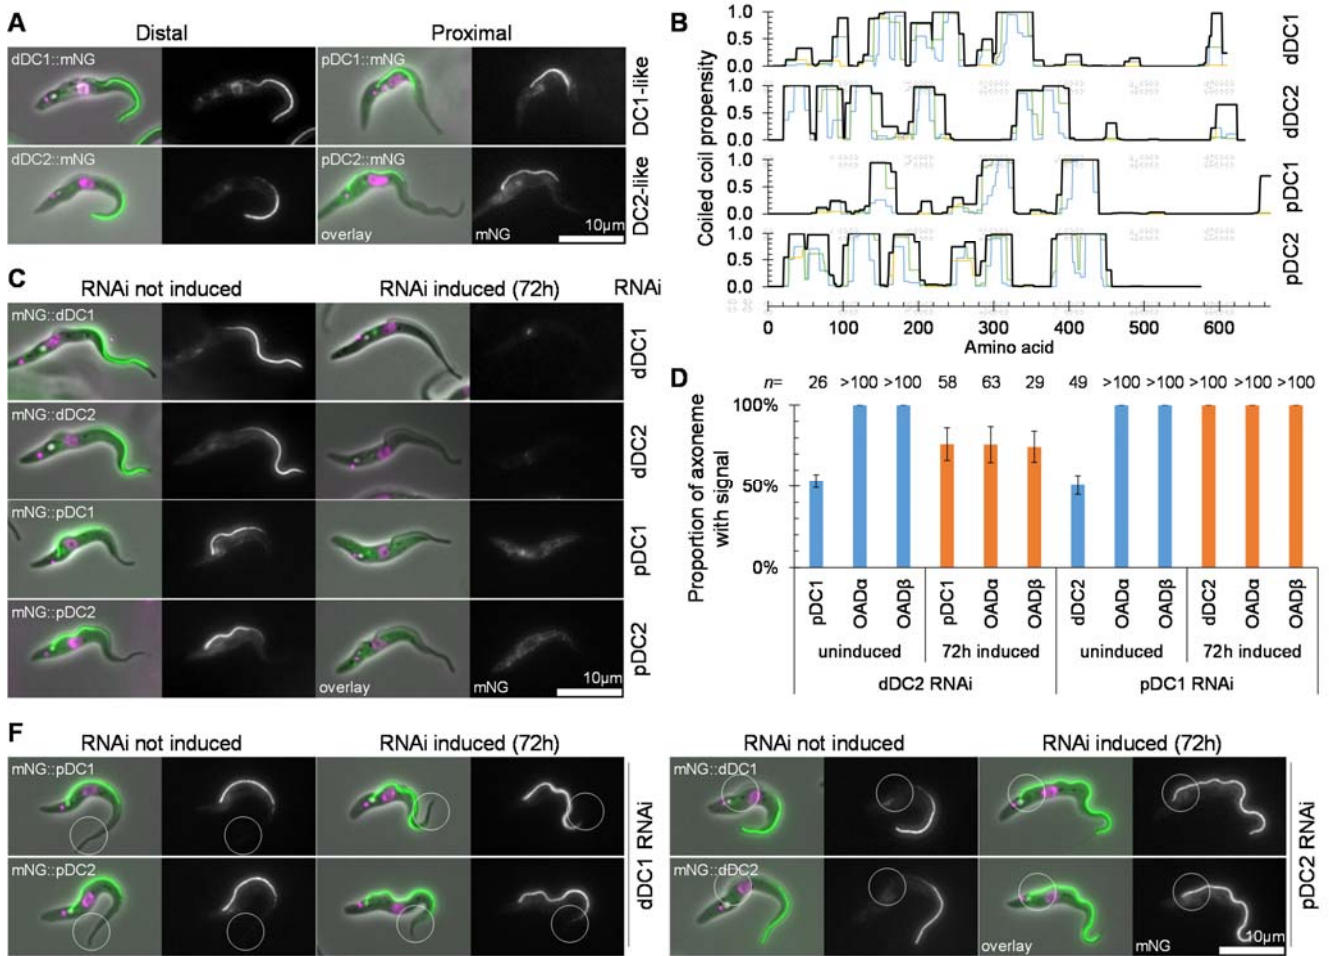 A
Distal
Proximal
dDC1::mNG
pDC1::mNG
DC1-like
dDC2::mNG
pDC2::mNG
DC2-like
overlay
mNG
10µm
B
Coiled coil propensity
1.0
0.5
0.0
dDC1
1.0
0.5
0.0
dDC2
1.0
0.5
0.0
pDC1
1.0
0.5
0.0
pDC2
0 100 200 300 400 500 600
Amino acid
C
RNAi not induced
RNAi induced (72h)
RNAi
mNG::dDC1
dDC1
mNG::dDC2
dDC2
mNG::pDC1
pDC1
mNG::pDC2
pDC2
overlay
mNG
10µm
D
n= 26 >100 >100 58 63 29 49 >100 >100 >100 >100 >100
Proportion of axoneme
with signal
100%
50%
0%
pDC1 OADα OADβ pDC1 OADα OADβ dDC2 OADα OADβ dDC2 OADα OADβ
uninduced 72h induced uninduced 72h induced
dDC2 RNAi pDC1 RNAi
F
RNAi not induced
RNAi induced (72h)
mNG::pDC1
mNG::pDC2
dDC1 RNAi
RNAi not induced
RNAi induced (72h)
mNG::dDC1
mNG::dDC2
overlay
mNG
10µm
pDC2 RNAi